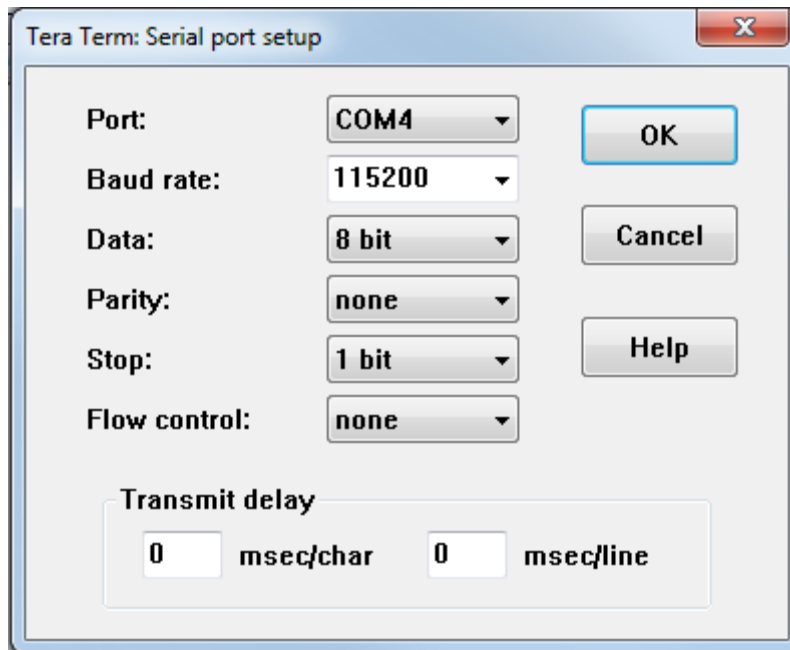 Tera Term: Serial port setup
Port: COM4 OK
Baud rate: 115200
Data: 8 bit Cancel
Parity: none
Stop: 1 bit Help
Flow control: none
Transmit delay
0 msec/char 0 msec/line